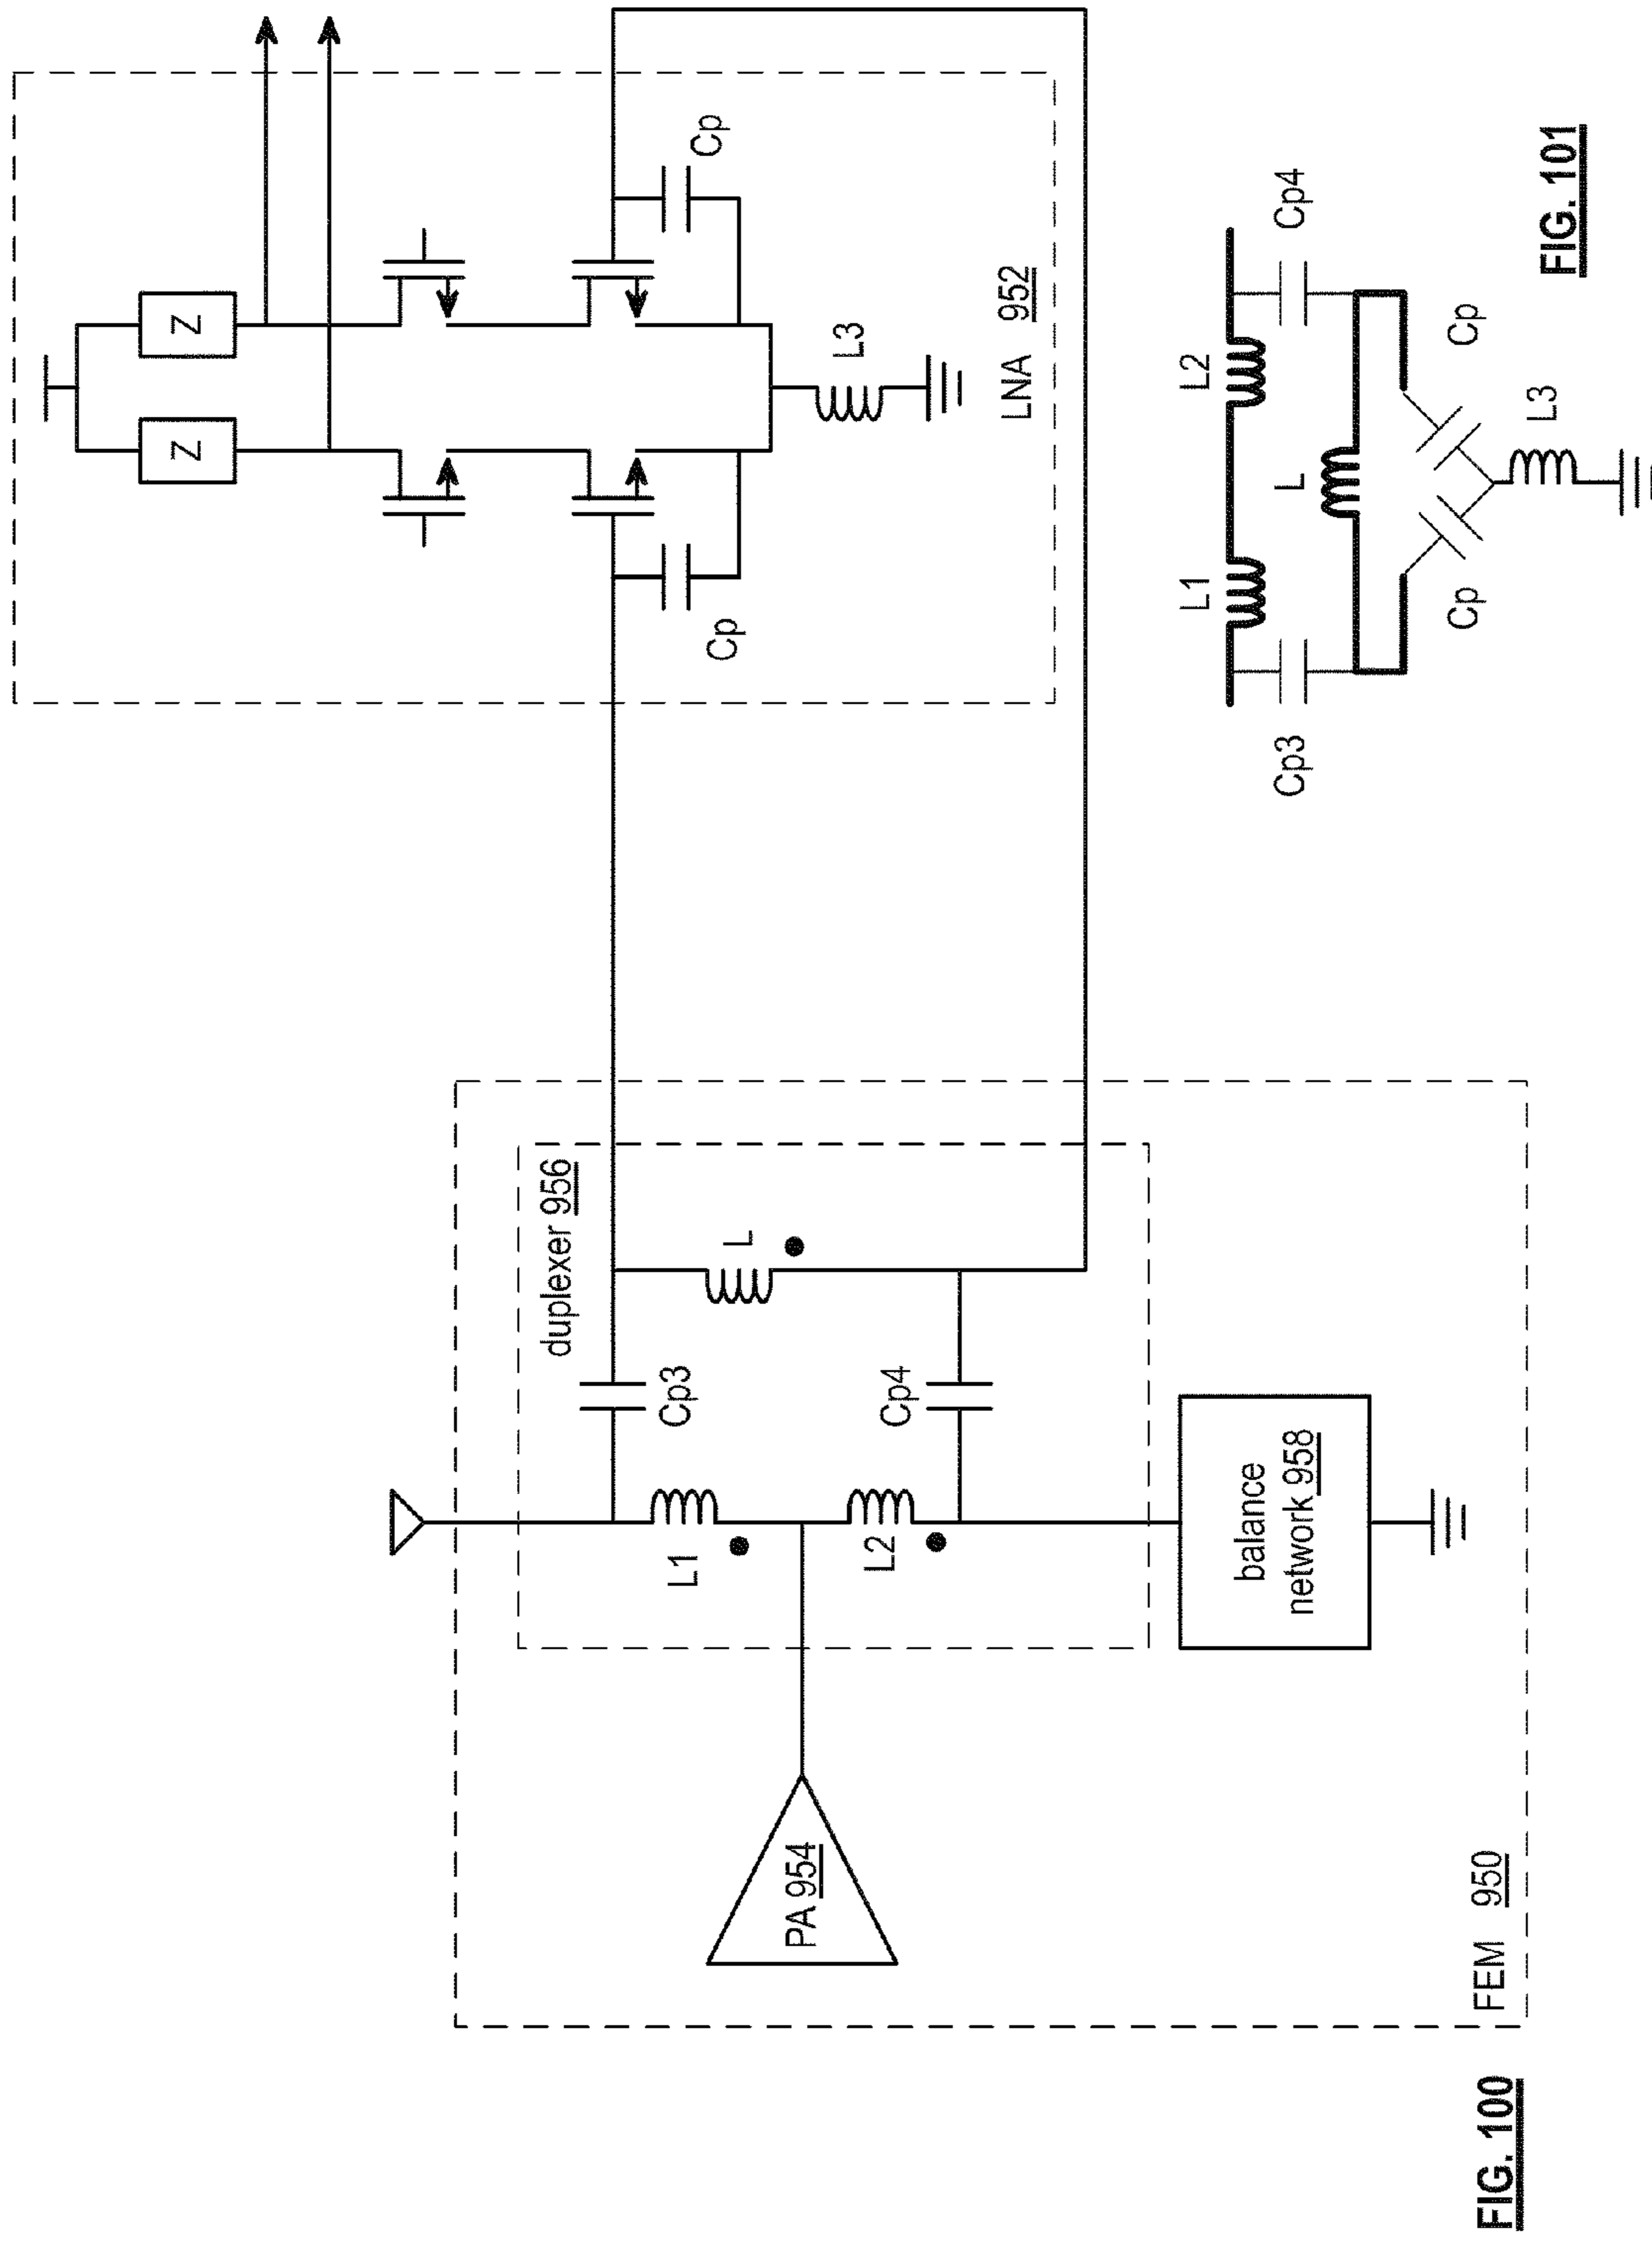 FIG. 100
FEM 950
PA 954
duplexer 956
L1
L2
Cp3
Cp4
L
balance
network 958
LNA 952
Z
Z
Cp
Cp
L3
FIG. 101
L1
L2
Cp3
Cp4
L
Cp
Cp
L3